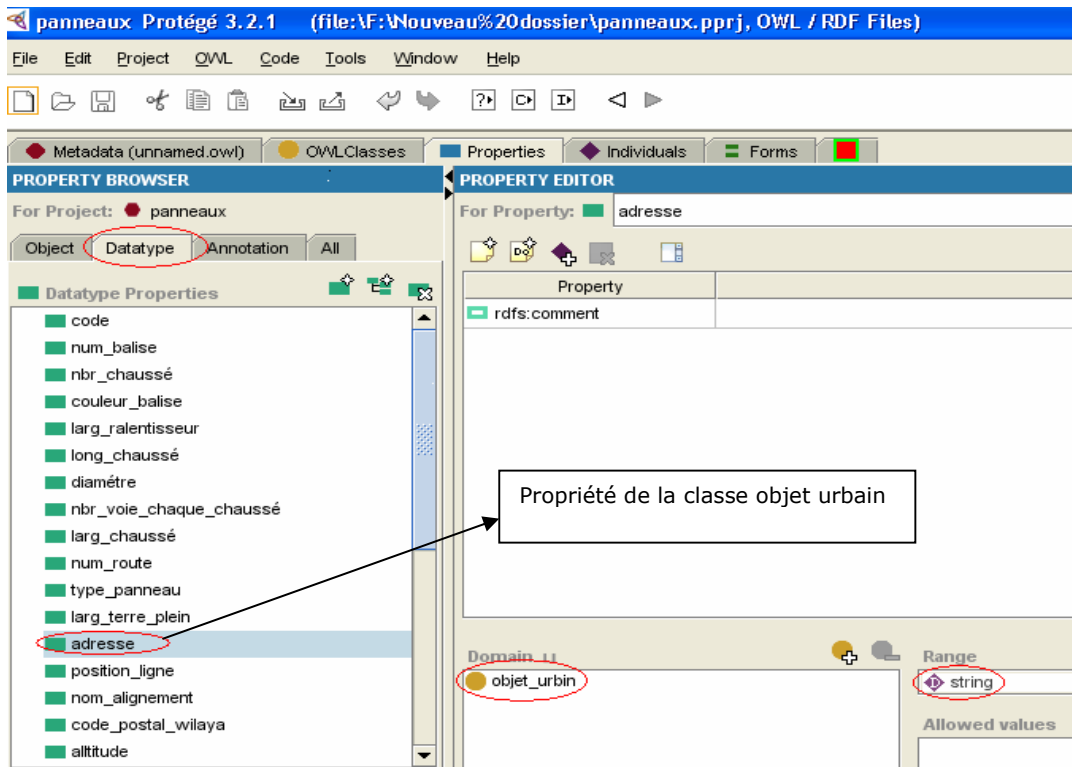 panneaux Protégé 3.2.1 (file:\F:\Nouveau%20dossier\panneaux.pprj, OWL / RDF Files)
File Edit Project OWL Code Tools Window Help
Metadata (unnamed.owl) OWLClasses Properties Individuals Forms
PROPERTY BROWSER
For Project: panneaux
Object Datatype Annotation All
Datatype Properties
code
num_balise
nbr_chaussé
couleur_balise
larg_ralentisseur
long_chaussé
diamétre
nbr_voie_chaque_chaussé
larg_chaussé
num_route
type_panneau
larg_terre_plein
adresse
position_ligne
nom_alignement
code_postal_wilaya
alltitude
PROPERTY EDITOR
For Property: adresse
Property
rdfs:comment
Propriété de la classe objet urbain
Domain
objet_urbin
Range
string
Allowed values